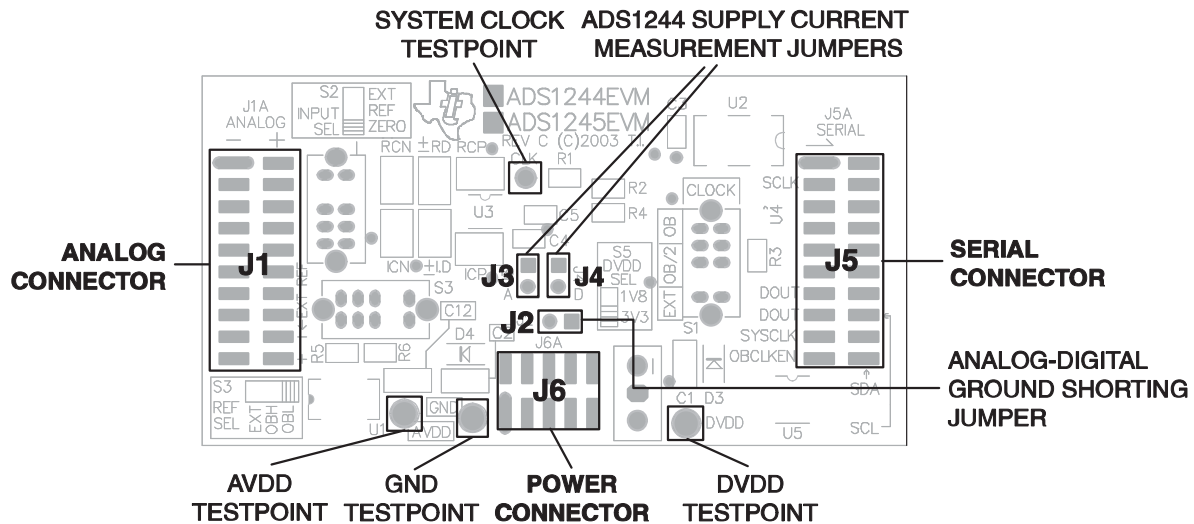 SYSTEM CLOCK
TESTPOINT
ADS1244 SUPPLY CURRENT
MEASUREMENT JUMPERS
J1A
ANALOG
S2
INPUT
SEL
EXT
REF
ZERO
ADS1244EVM
ADS1245EVM
REV C (C)2003 T.I.
C3
U2
J5A
SERIAL
RCN
±RD
RCP
CLK
R1
R2
R4
U3
C5
C4
CLOCK
SCLK
U4
R3
ANALOG
CONNECTOR
J1
J3
J4
J5
SERIAL
CONNECTOR
ICN
±I.D
ICP
A
D
S5
DVDD
SEL
1V8
3V3
EXT
OB/2
OB
DOUT
DOUT
SYSCLK
OBCLKEN
EXT REF
S3
C12
J2
J6A
D4
C2
S1
R5
R6
J6
SDA
ANALOG-DIGITAL
GROUND SHORTING
JUMPER
S3
REF
SEL
EXT
OBH
OBL
U1
GND
AVDD
C1
D3
DVDD
U5
SCL
AVDD
TESTPOINT
GND
TESTPOINT
POWER
CONNECTOR
DVDD
TESTPOINT